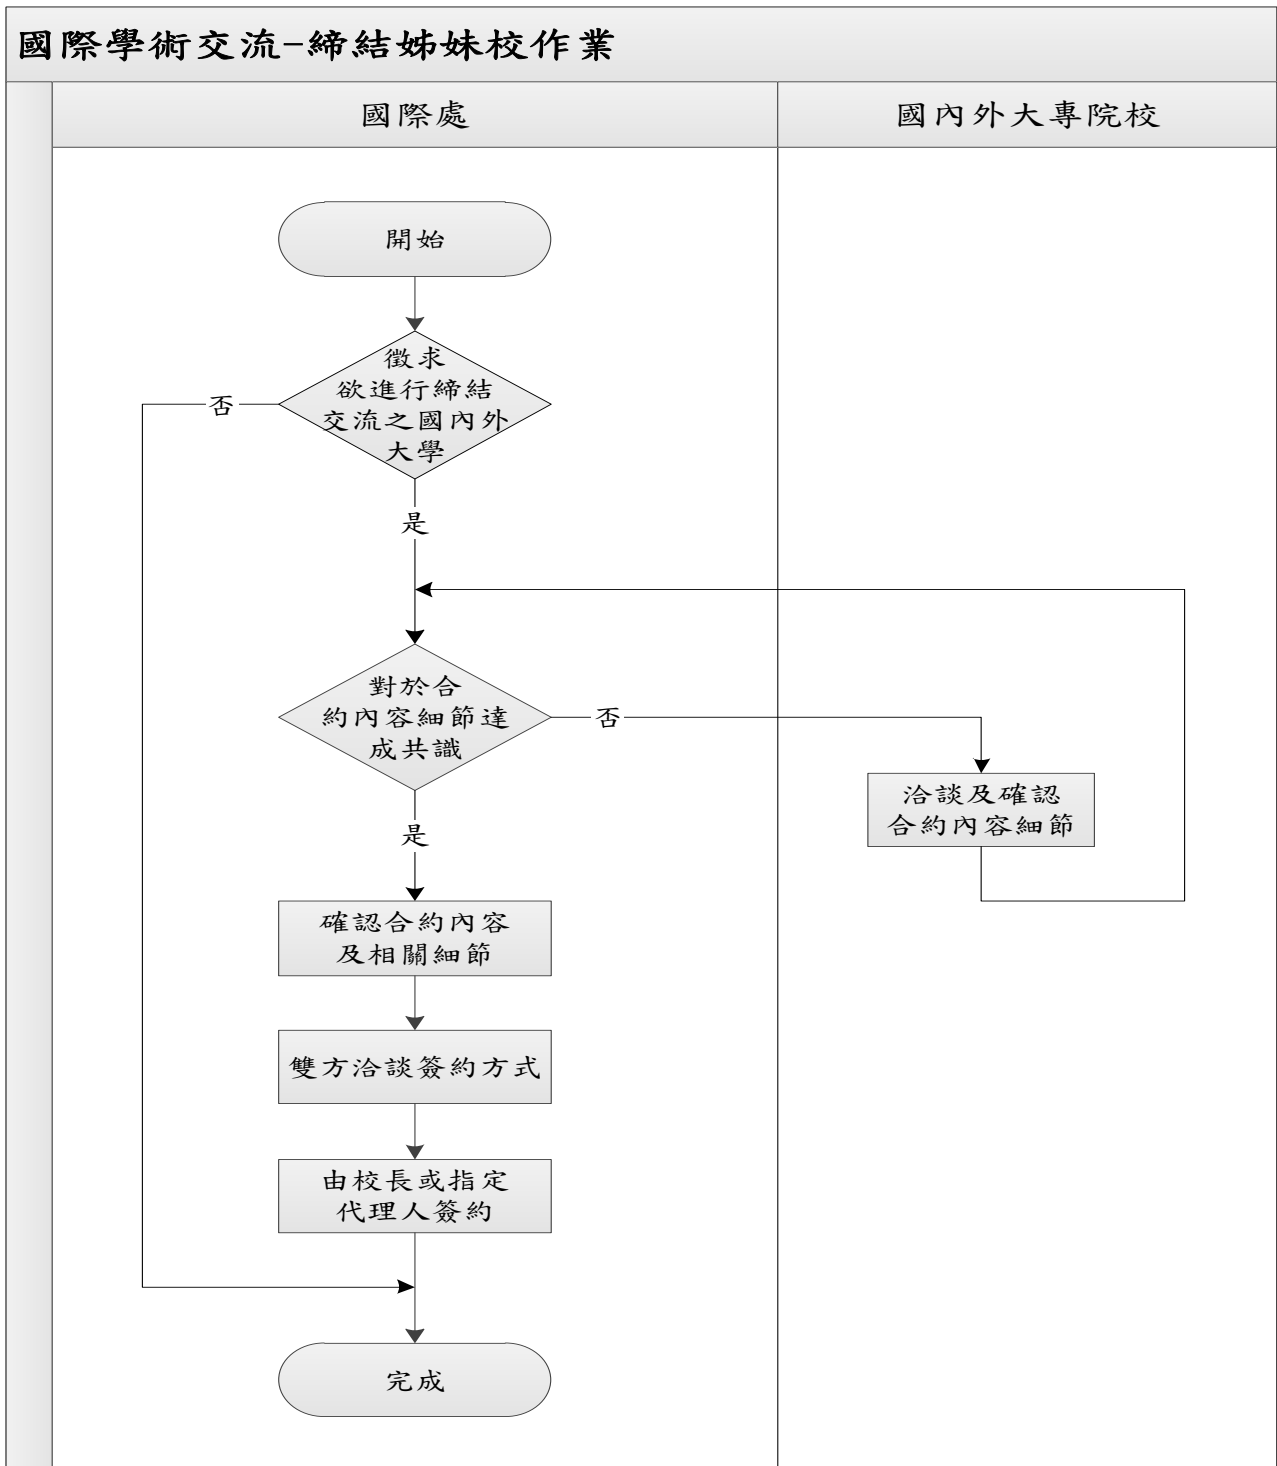 國際學術交流-締結姊妹校作業
國際處
國內外大專院校
開始
徵求
欲進行締結
交流之國內外
大學
否
是
對於合
約內容細節達
成共識
否
洽談及確認
合約內容細節
是
確認合約內容
及相關細節
雙方洽談簽約方式
由校長或指定
代理人簽約
完成